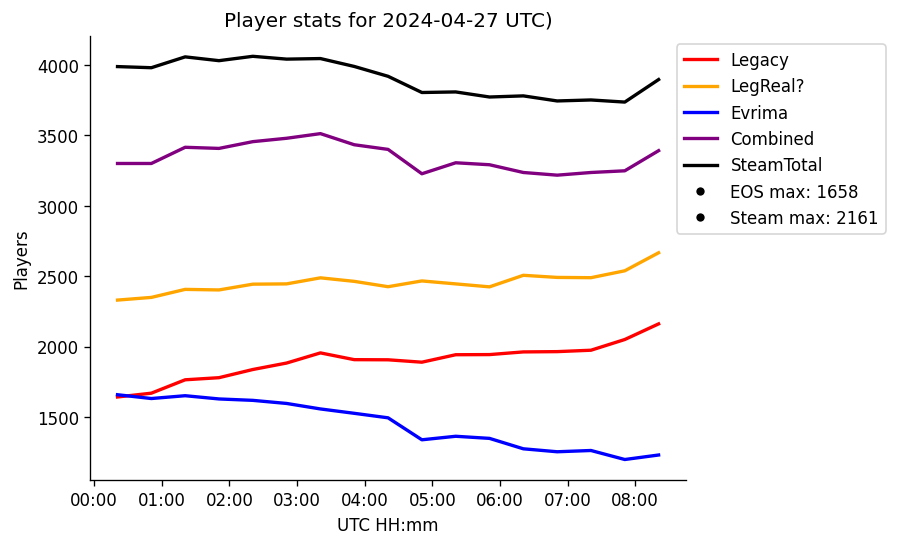 Player stats for 2024-04-27 UTC)
Legacy
LegReal?
Evrima
Combined
SteamTotal
EOS max: 1658
Steam max: 2161
Players
4000
3500
3000
2500
2000
1500
00:00 01:00 02:00 03:00 04:00 05:00 06:00 07:00 08:00
UTC HH:mm